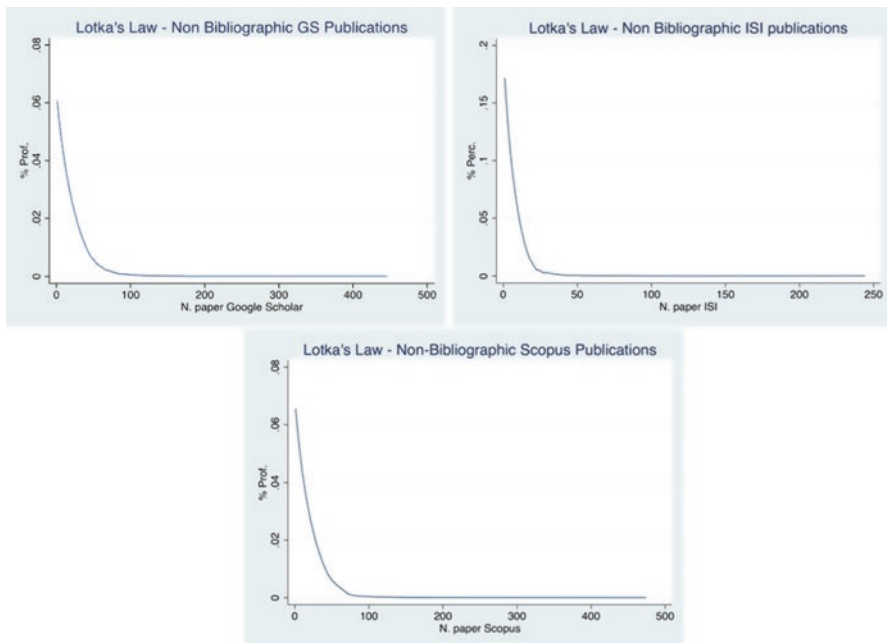 Lotka's Law - Non Bibliographic GS Publications
% Prof.
.08
.06
.04
.02
0
0 100 200 300 400 500
N. paper Google Scholar
Lotka's Law - Non Bibliographic ISI publications
% Perc.
.2
.15
.1
.05
0
0 50 100 150 200 250
N. paper ISI
Lotka's Law - Non-Bibliographic Scopus Publications
% Prof.
.08
.06
.04
.02
0
0 100 200 300 400 500
N. paper Scopus